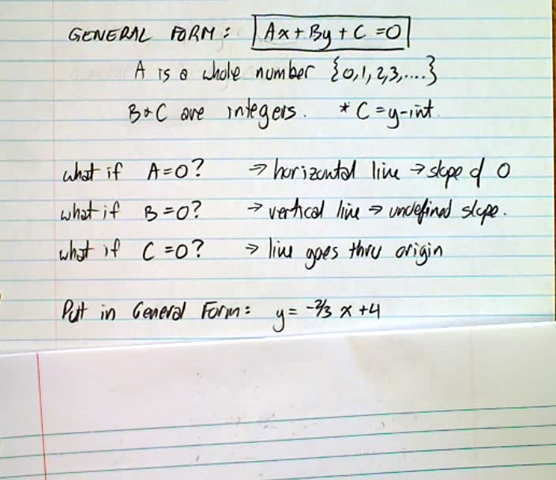 GENERAL FORM: Ax + By + C = 0
A is a whole number {0,1,2,3,....}
B+C are integers. * C = y-int.
what if A=0? → horizontal line → slope of 0
what if B=0? → vertical line → undefined slope.
what if C=0? → line goes thru origin
Put in General Form: y = -2/3 x + 4